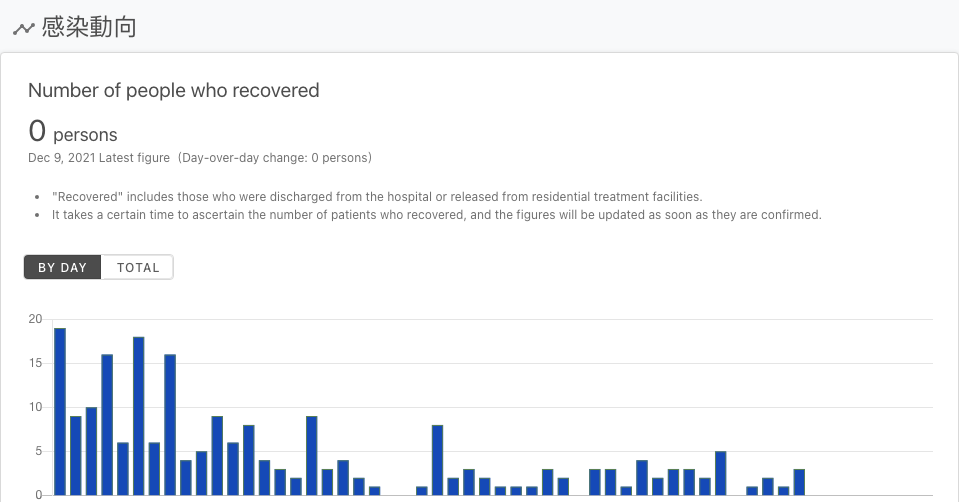 感染動向
Number of people who recovered
0 persons
Dec 9, 2021 Latest figure (Day-over-day change: 0 persons)
• "Recovered" includes those who were discharged from the hospital or released from residential treatment facilities.
• It takes a certain time to ascertain the number of patients who recovered, and the figures will be updated as soon as they are confirmed.
BY DAY TOTAL
20
15
10
5
0